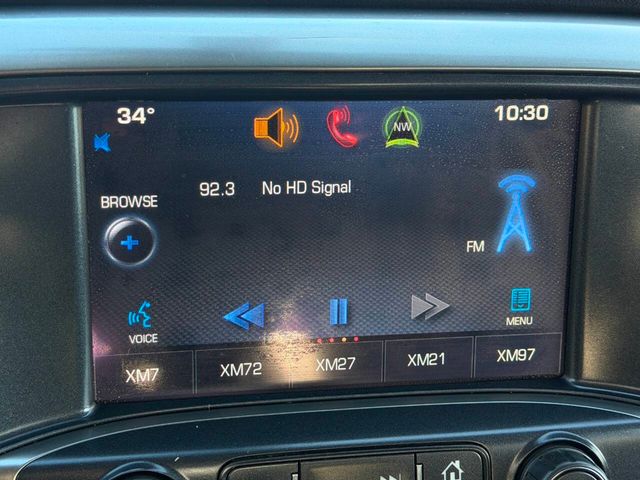 34°
NW
10:30
BROWSE
92.3 No HD Signal
FM
VOICE
MENU
XM7 XM72 XM27 XM21 XM97